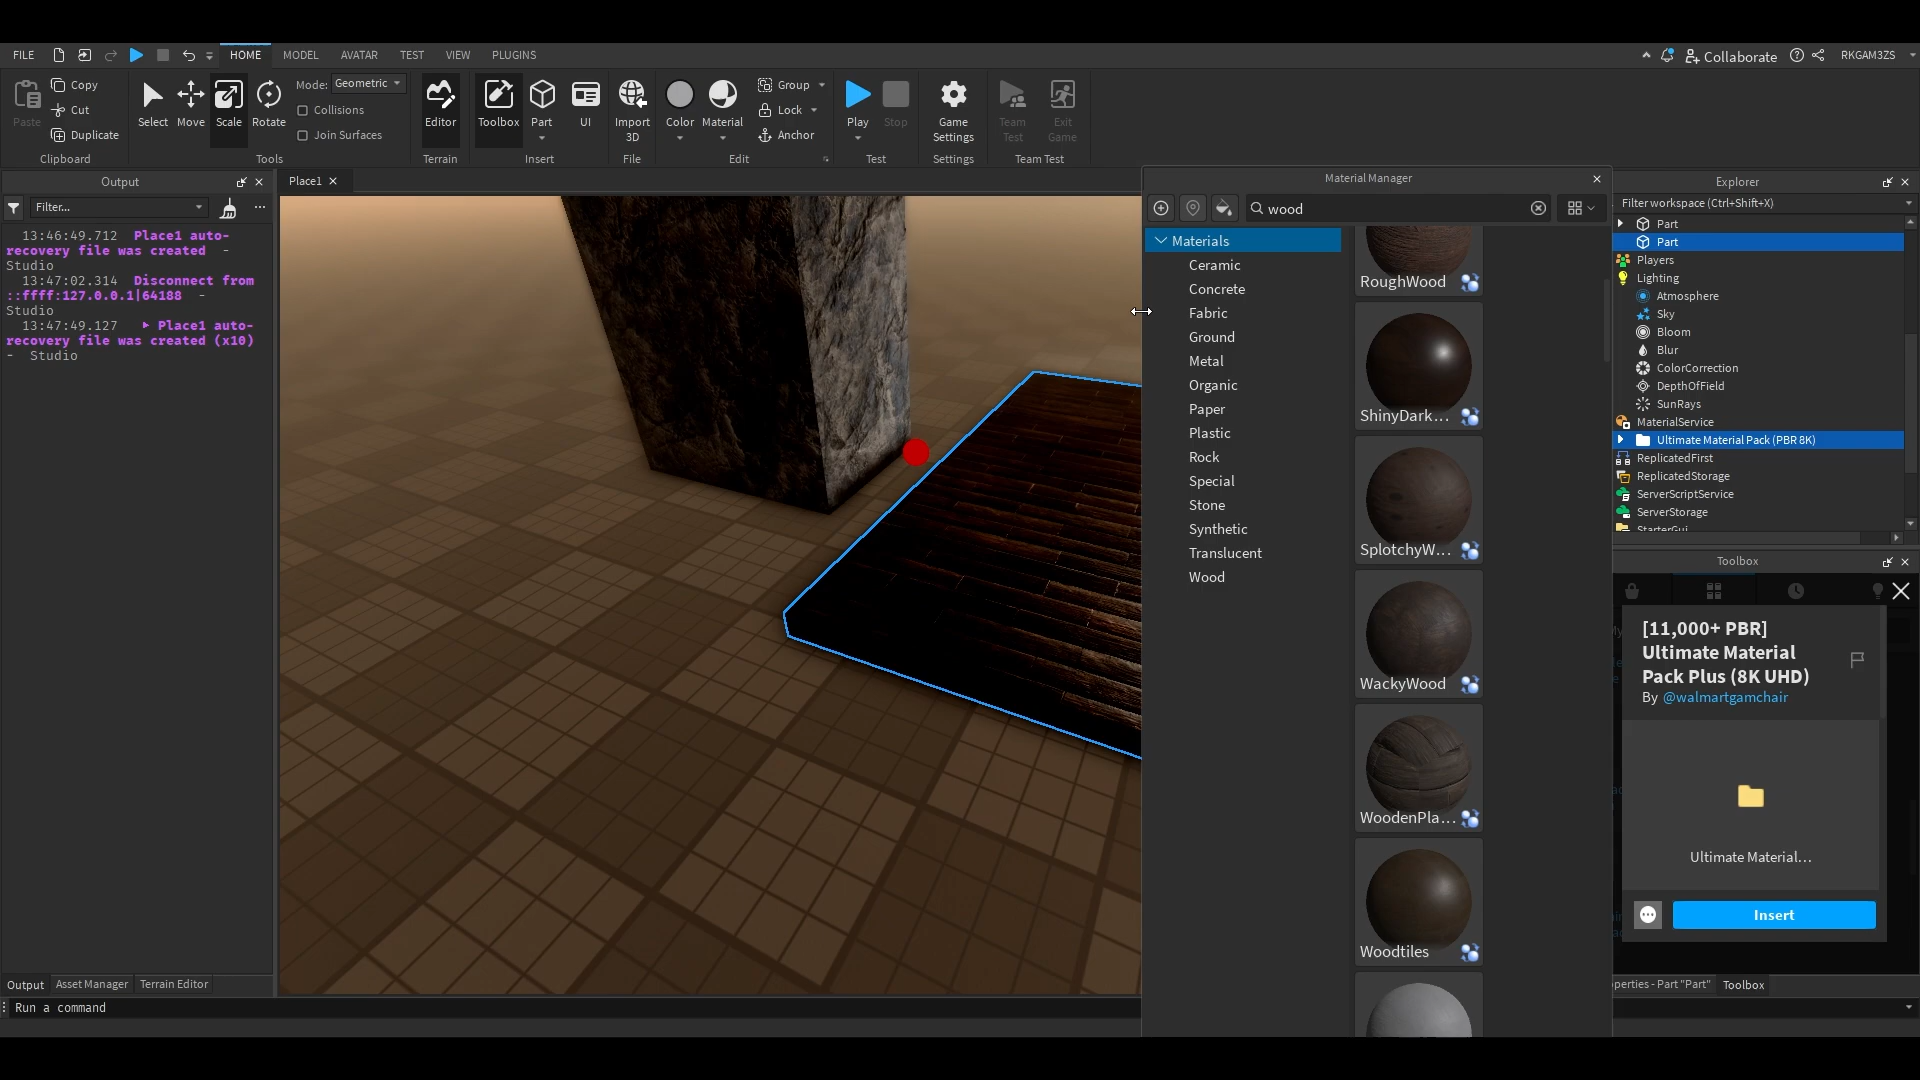 FILE HOME MODEL AVATAR TEST VIEW PLUGINS Collaborate RKGAM3ZS
Paste Copy Cut Duplicate
Clipboard
Select Move Scale Rotate Mode: Geometric
Collisions
Join Surfaces
Tools
Editor
Terrain
Toolbox Part UI
Insert
Import 3D
File
Color Material Group Lock Anchor
Edit
Play Stop
Test
Game Settings
Settings
Team Test Exit Game
Team Test
Output
Filter...
13:46:49.712 Place1 auto-
recovery file was created -
Studio
13:47:02.314 Disconnect from
::ffff:127.0.0.1|64188 -
Studio
13:47:49.127 Place1 auto-
recovery file was created (x10)
- Studio
Output Asset Manager Terrain Editor
Run a command
Place1
Material Manager
wood
Materials
Ceramic
Concrete
Fabric
Ground
Metal
Organic
Paper
Plastic
Rock
Special
Stone
Synthetic
Translucent
Wood
RoughWood
ShinyDark...
SplotchyW...
WackyWood
WoodenPla...
Woodtiles
Explorer
Filter workspace (Ctrl+Shift+X)
Part
Part
Players
Lighting
Atmosphere
Sky
Bloom
Blur
ColorCorrection
DepthOfField
SunRays
MaterialService
Ultimate Material Pack (PBR 8K)
ReplicatedFirst
ReplicatedStorage
ServerScriptService
ServerStorage
StarterGui
Toolbox
[11,000+ PBR]
Ultimate Material
Pack Plus (8K UHD)
By @walmartgamchair
Ultimate Material...
Insert
operties - Part "Part" Toolbox